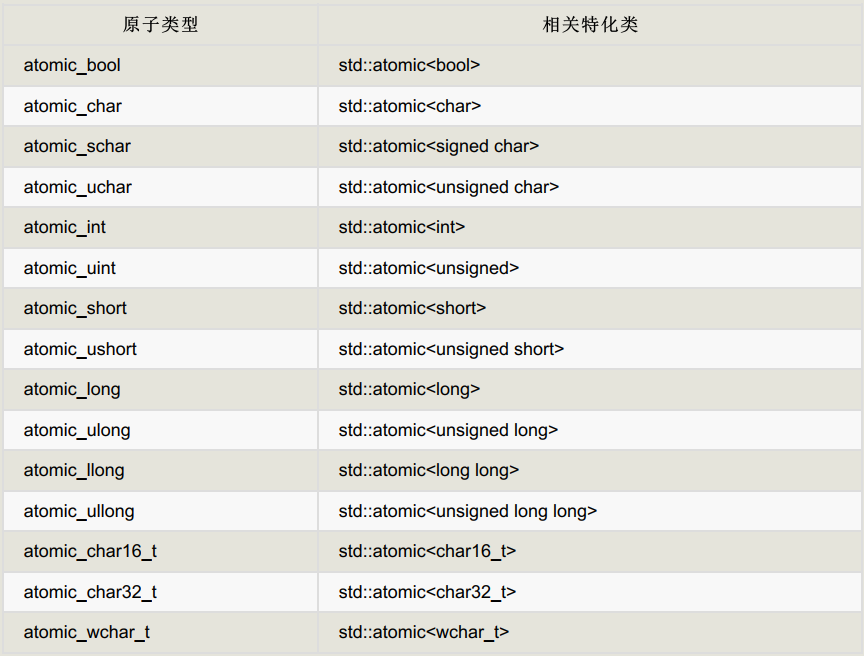 原子类型 相关特化类
atomic_bool std::atomic<bool>
atomic_char std::atomic<char>
atomic_schar std::atomic<signed char>
atomic_uchar std::atomic<unsigned char>
atomic_int std::atomic<int>
atomic_uint std::atomic<unsigned>
atomic_short std::atomic<short>
atomic_ushort std::atomic<unsigned short>
atomic_long std::atomic<long>
atomic_ulong std::atomic<unsigned long>
atomic_llong std::atomic<long long>
atomic_ullong std::atomic<unsigned long long>
atomic_char16_t std::atomic<char16_t>
atomic_char32_t std::atomic<char32_t>
atomic_wchar_t std::atomic<wchar_t>